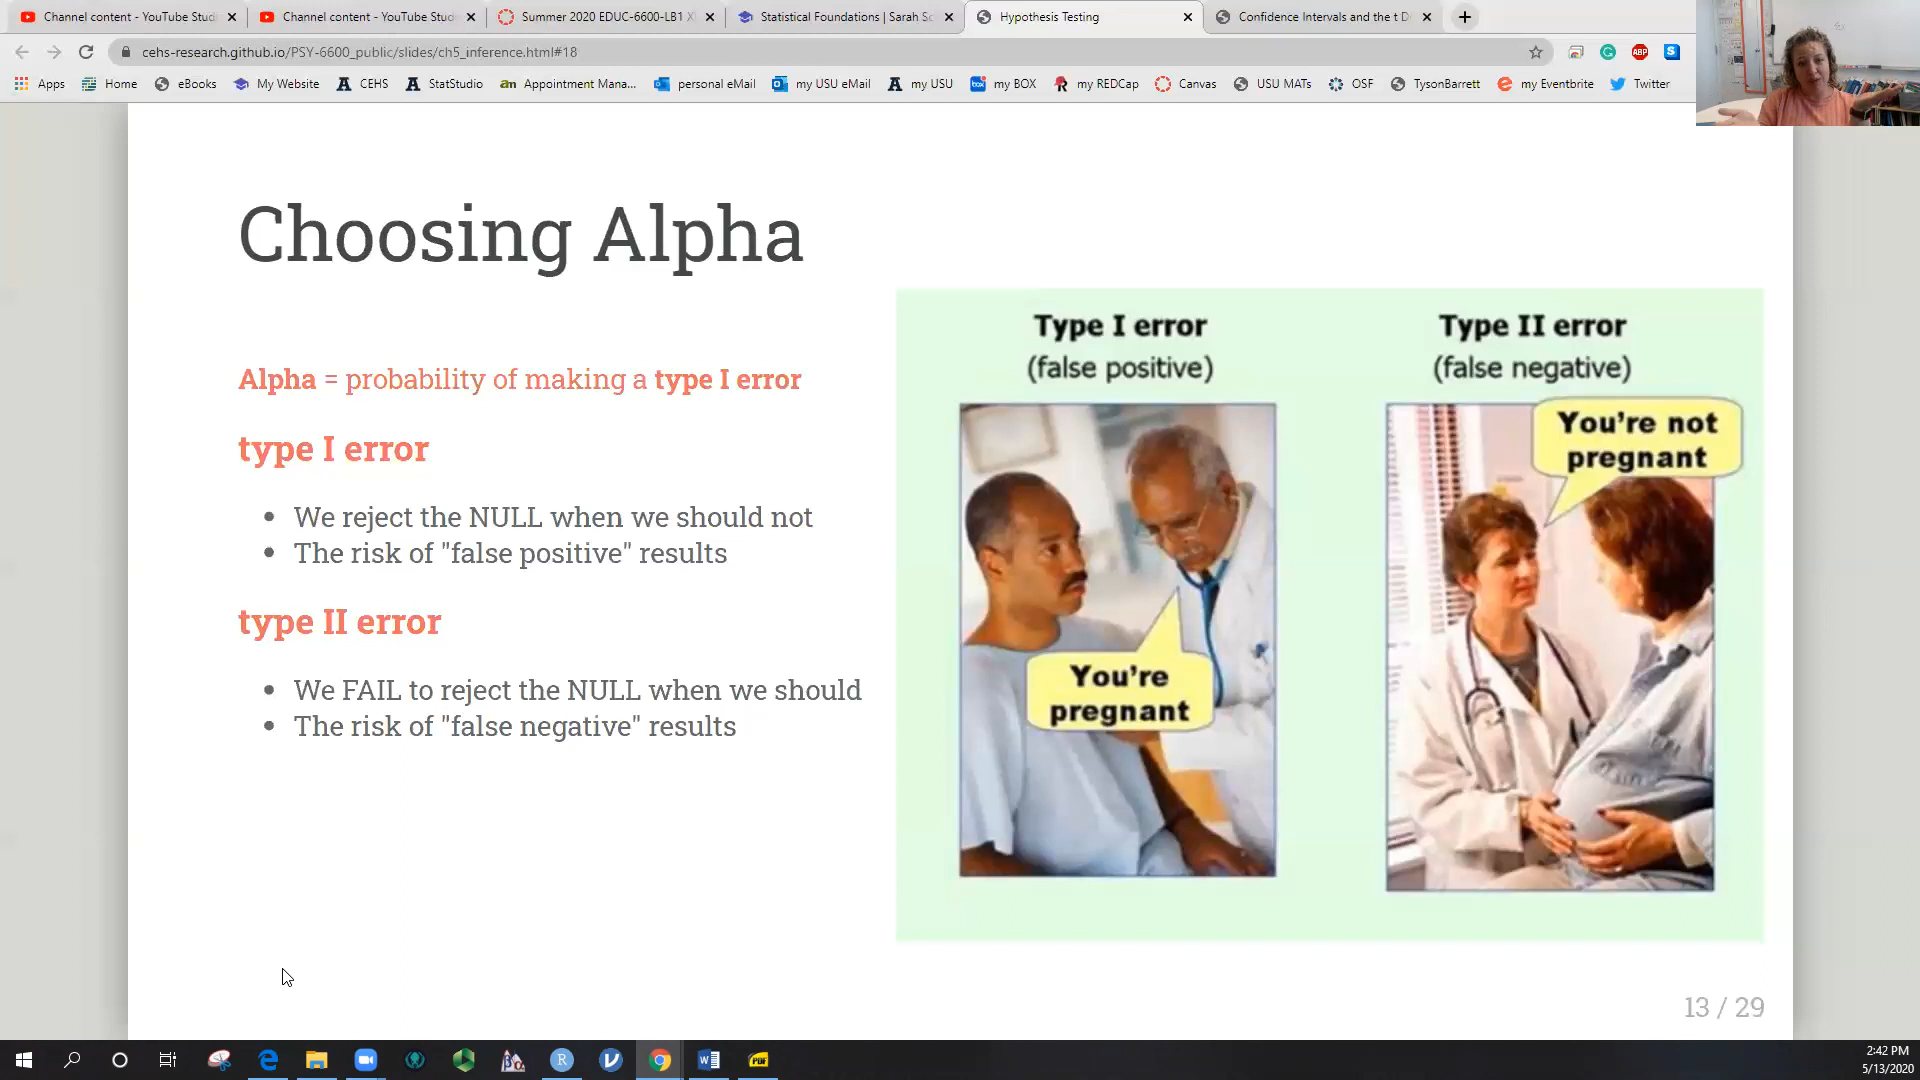 Channel content - YouTube Stud
Channel content - YouTube Stud
Summer 2020 EDUC-6600-LB1 X
Statistical Foundations | Sarah Sc
Hypothesis Testing
Confidence Intervals and the t D
cehs-research.github.io/PSY-6600_public/slides/ch5_inference.html#18
ABP
Apps
Home
eBooks
My Website
CEHS
StatStudio
an
Appointment Mana...
personal eMail
my USU eMail
my USU
box
my BOX
my REDCap
Canvas
USU MATs
OSF
TysonBarrett
my Eventbrite
Twitter
Choosing Alpha
Alpha = probability of making a type I error
type I error
We reject the NULL when we should not
The risk of "false positive" results
type II error
We FAIL to reject the NULL when we should
The risk of "false negative" results
Type I error
(false positive)
You're
pregnant
Type II error
(false negative)
You're not
pregnant
13 / 29
2:42 PM
5/13/2020